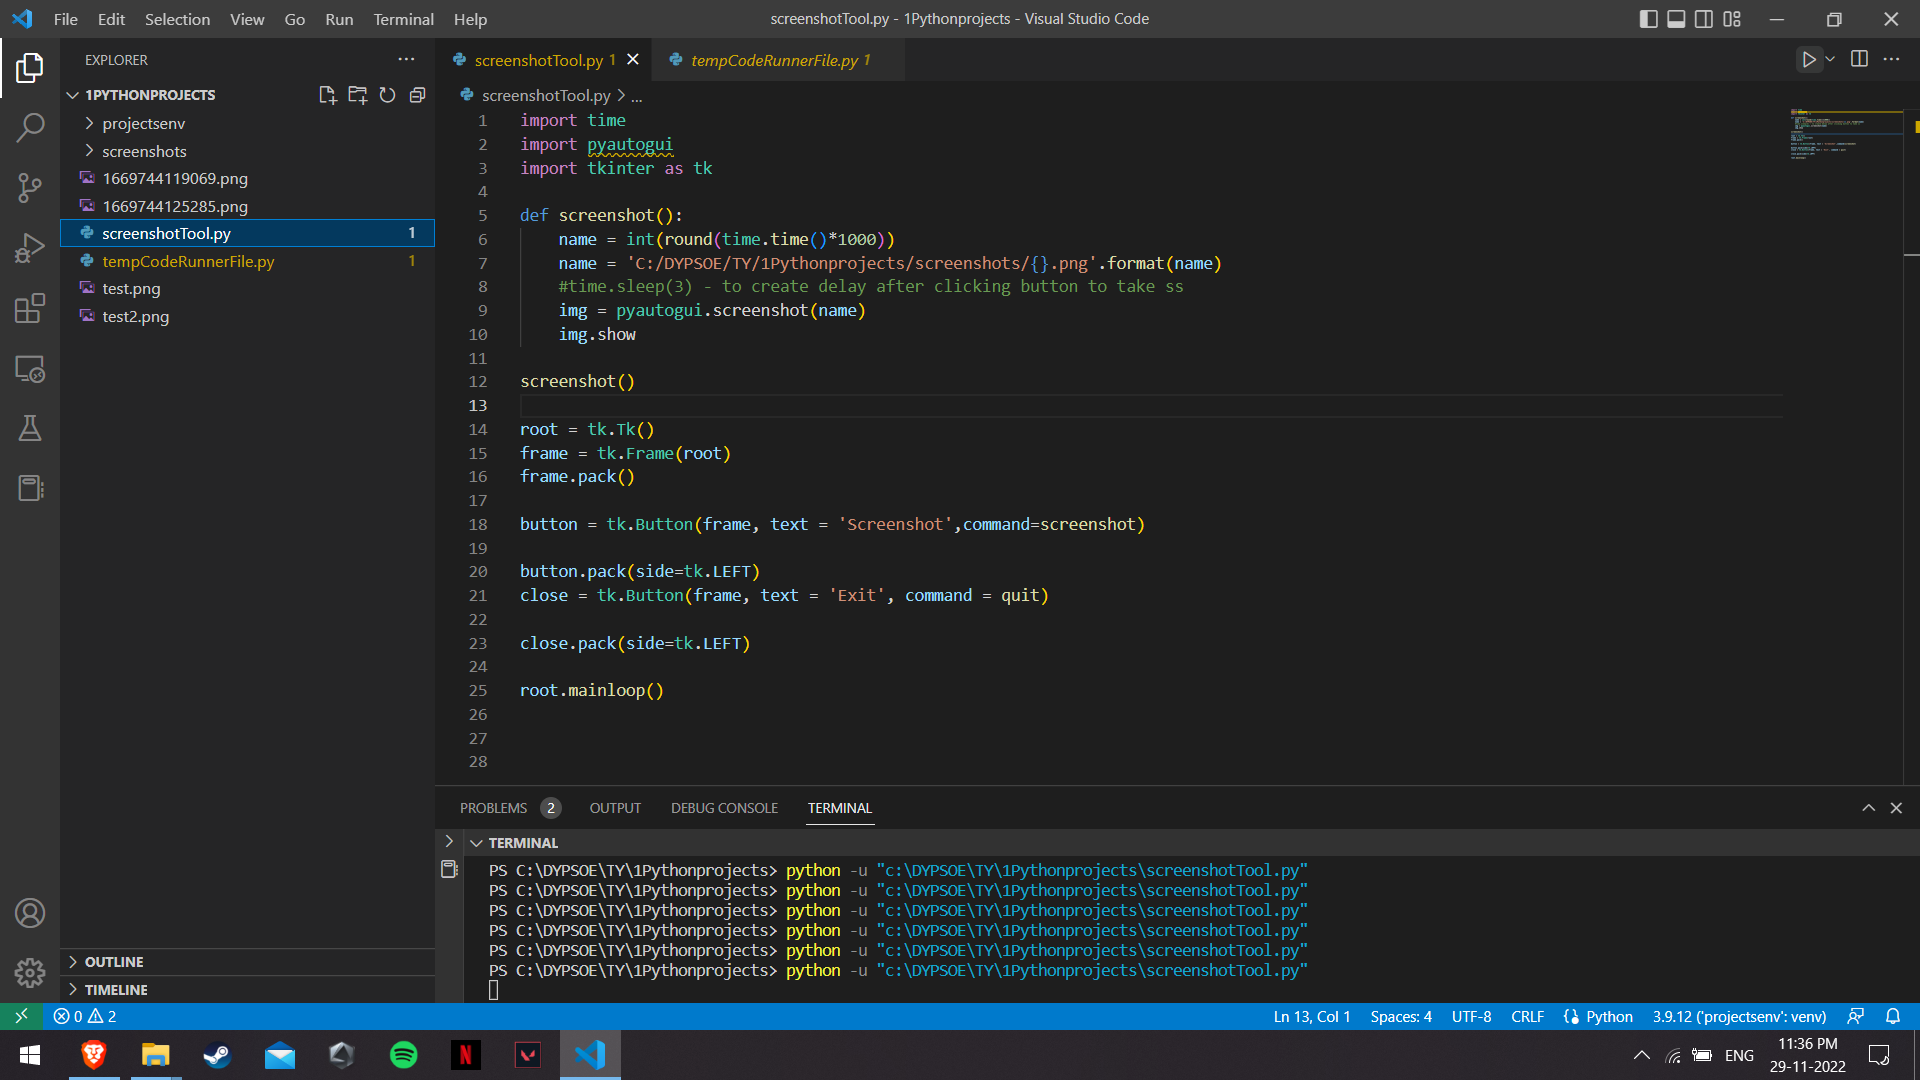 File Edit Selection View Go Run Terminal Help
screenshotTool.py - 1Pythonprojects - Visual Studio Code
EXPLORER
1PYTHONPROJECTS
projectsenv
screenshots
1669744119069.png
1669744125285.png
screenshotTool.py 1
tempCodeRunnerFile.py 1
test.png
test2.png
OUTLINE
TIMELINE
screenshotTool.py 1 tempCodeRunnerFile.py 1
screenshotTool.py > ...
1 import time
2 import pyautogui
3 import tkinter as tk
4
5 def screenshot():
6 name = int(round(time.time()*1000))
7 name = 'C:/DYPSOE/TY/1Pythonprojects/screenshots/{}.png'.format(name)
8 #time.sleep(3) - to create delay after clicking button to take ss
9 img = pyautogui.screenshot(name)
10 img.show
11
12 screenshot()
13
14 root = tk.Tk()
15 frame = tk.Frame(root)
16 frame.pack()
17
18 button = tk.Button(frame, text = 'Screenshot',command=screenshot)
19
20 button.pack(side=tk.LEFT)
21 close = tk.Button(frame, text = 'Exit', command = quit)
22
23 close.pack(side=tk.LEFT)
24
25 root.mainloop()
26
27
28
PROBLEMS 2 OUTPUT DEBUG CONSOLE TERMINAL
TERMINAL
PS C:\DYPSOE\TY\1Pythonprojects> python -u "c:\DYPSOE\TY\1Pythonprojects\screenshotTool.py"
PS C:\DYPSOE\TY\1Pythonprojects> python -u "c:\DYPSOE\TY\1Pythonprojects\screenshotTool.py"
PS C:\DYPSOE\TY\1Pythonprojects> python -u "c:\DYPSOE\TY\1Pythonprojects\screenshotTool.py"
PS C:\DYPSOE\TY\1Pythonprojects> python -u "c:\DYPSOE\TY\1Pythonprojects\screenshotTool.py"
PS C:\DYPSOE\TY\1Pythonprojects> python -u "c:\DYPSOE\TY\1Pythonprojects\screenshotTool.py"
PS C:\DYPSOE\TY\1Pythonprojects> python -u "c:\DYPSOE\TY\1Pythonprojects\screenshotTool.py"
0 2 Ln 13, Col 1 Spaces: 4 UTF-8 CRLF Python 3.9.12 ('projectsenv': venv)
N
ENG
11:36 PM
29-11-2022